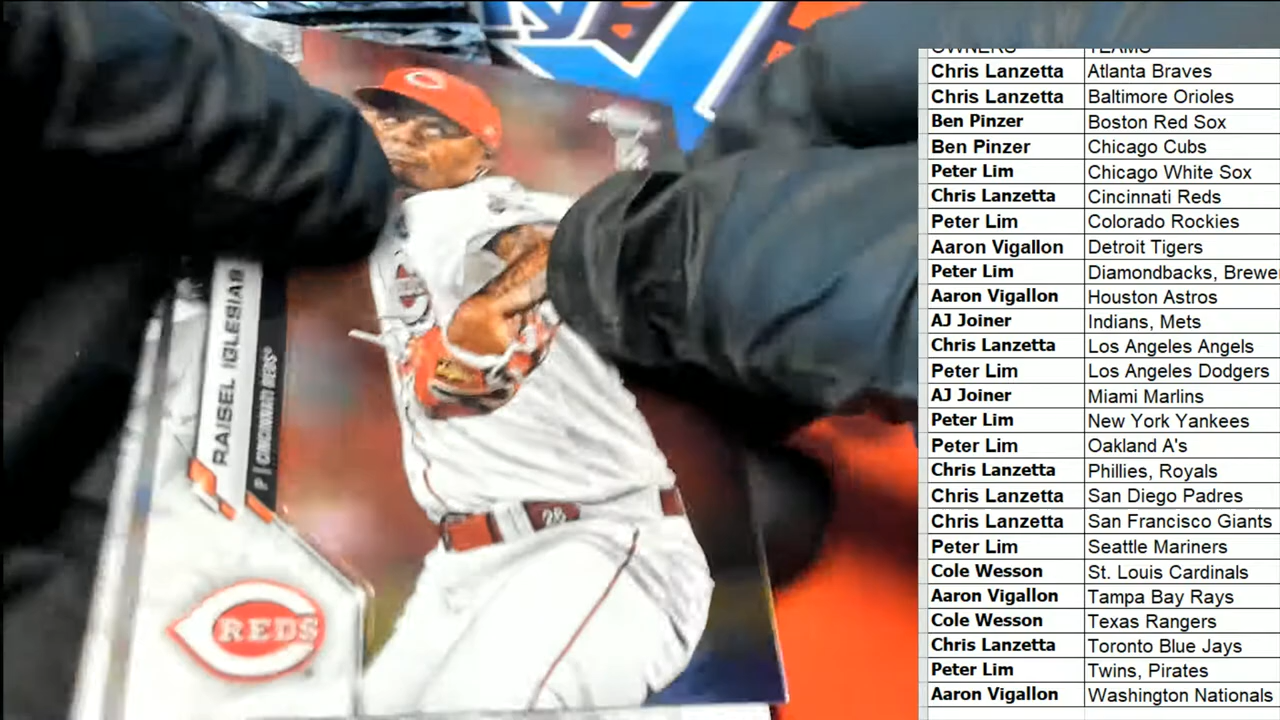 RAISEL IGLESIAS
P | CINCINNATI REDS®
REDS
26
OWNERS TEAMS
Chris Lanzetta Atlanta Braves
Chris Lanzetta Baltimore Orioles
Ben Pinzer Boston Red Sox
Ben Pinzer Chicago Cubs
Peter Lim Chicago White Sox
Chris Lanzetta Cincinnati Reds
Peter Lim Colorado Rockies
Aaron Vigallon Detroit Tigers
Peter Lim Diamondbacks, Brewe
Aaron Vigallon Houston Astros
AJ Joiner Indians, Mets
Chris Lanzetta Los Angeles Angels
Peter Lim Los Angeles Dodgers
AJ Joiner Miami Marlins
Peter Lim New York Yankees
Peter Lim Oakland A's
Chris Lanzetta Phillies, Royals
Chris Lanzetta San Diego Padres
Chris Lanzetta San Francisco Giants
Peter Lim Seattle Mariners
Cole Wesson St. Louis Cardinals
Aaron Vigallon Tampa Bay Rays
Cole Wesson Texas Rangers
Chris Lanzetta Toronto Blue Jays
Peter Lim Twins, Pirates
Aaron Vigallon Washington Nationals